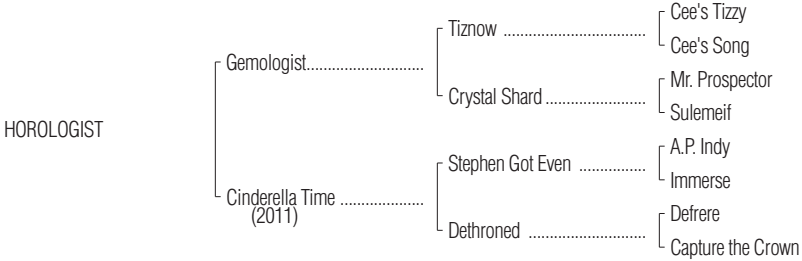 Cee's Tizzy
Tiznow ................................
Cee's Song
Gemologist...........................
Mr. Prospector
Crystal Shard .......................
Sulemeif
HOROLOGIST
A.P. Indy
Stephen Got Even ...............
Immerse
Cinderella Time ...................
(2011)
Defrere
Dethroned ...........................
Capture the Crown